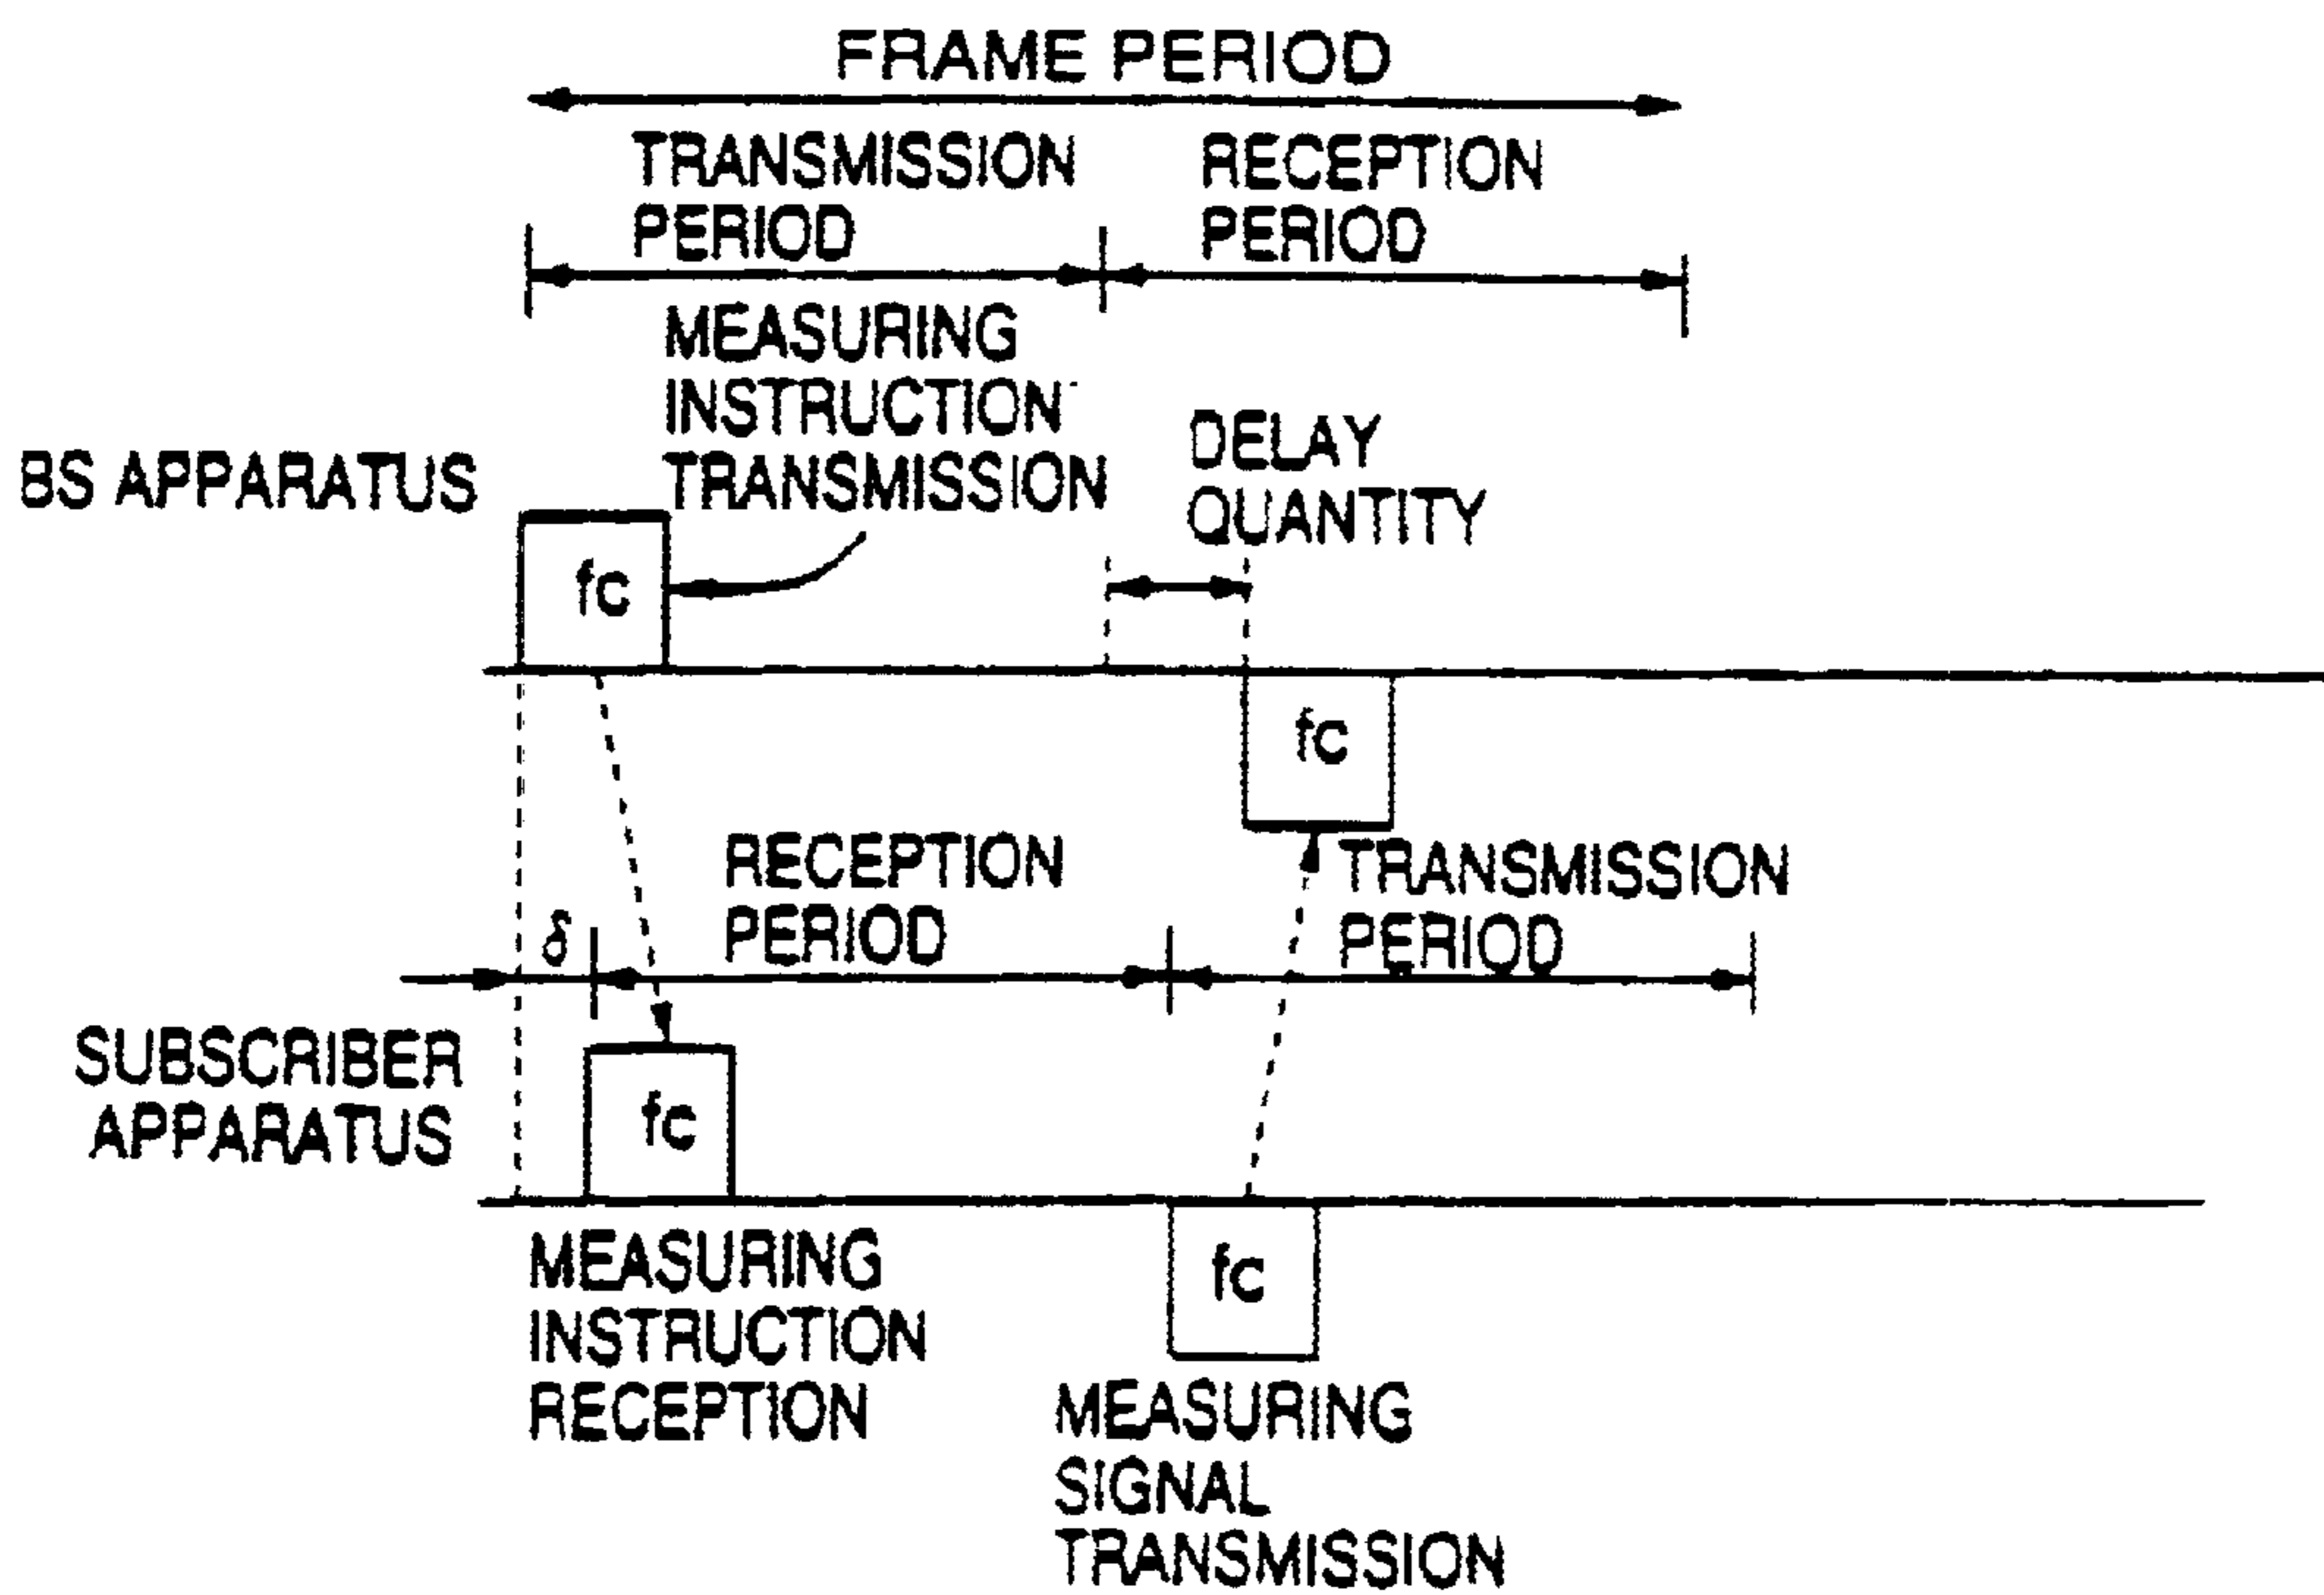 FRAME PERIOD
TRANSMISSION
PERIOD
RECEPTION
PERIOD
MEASURING
INSTRUCTION
TRANSMISSION
DELAY
QUANTITY
BS APPARATUS
fc
fc
RECEPTION
PERIOD
TRANSMISSION
PERIOD
δ
SUBSCRIBER
APPARATUS
fc
MEASURING
INSTRUCTION
RECEPTION
fc
MEASURING
SIGNAL
TRANSMISSION